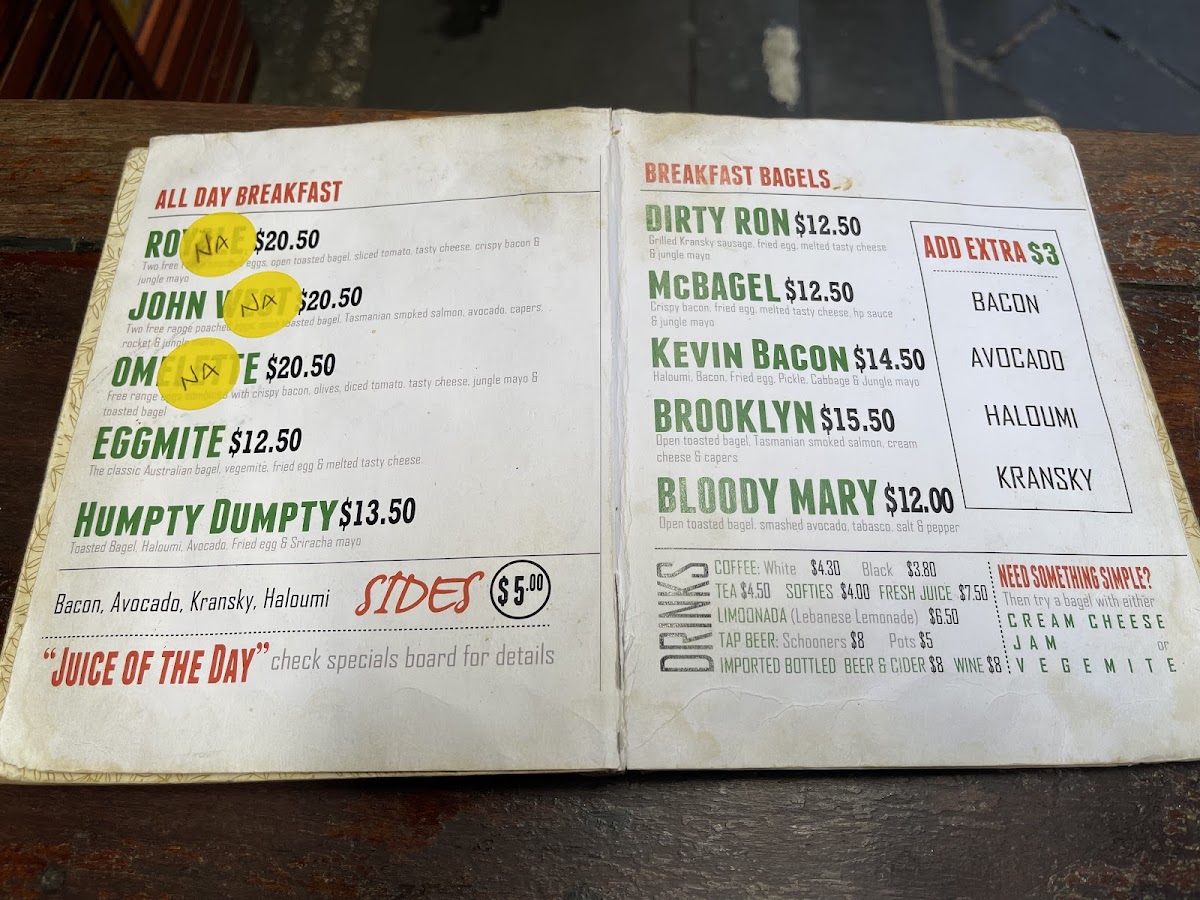 ALL DAY BREAKFAST
RO NA LE $20.50
Two free eggs, open toasted bagel, sliced tomato, tasty cheese, crispy bacon &
jungle mayo
JOHN WEST NA $20.50
Two free range poached toasted bagel, Tasmanian smoked salmon, avocado, capers,
rocket & jungle
OMELETTE NA $20.50
Free range eggs combined with crispy bacon, olives, diced tomato, tasty cheese, jungle mayo &
toasted bagel
EGGMITE $12.50
The classic Australian bagel, vegemite, fried egg & melted tasty cheese.
HUMPTY DUMPTY $13.50
Toasted Bagel, Haloumi, Avocado, Fried egg & Sriracha mayo
Bacon, Avocado, Kransky, Haloumi SIDES $5.00
"JUICE OF THE DAY" check specials board for details
BREAKFAST BAGELS
DIRTY RON $12.50
Grilled Kransky sausage, fried egg, melted tasty cheese
& jungle mayo
McBAGEL $12.50
Crispy bacon, fried egg, melted tasty cheese, hp sauce
& jungle mayo
KEVIN BACON $14.50
Haloumi, Bacon, Fried egg, Pickle, Cabbage & Jungle mayo
BROOKLYN $15.50
Open toasted bagel, Tasmanian smoked salmon, cream
cheese & capers
BLOODY MARY $12.00
Open toasted bagel, smashed avocado, tabasco, salt & pepper
ADD EXTRA $3
BACON
AVOCADO
HALOUMI
KRANSKY
DRINKS
COFFEE: White $4.30 Black $3.80
TEA $4.50 SOFTIES $4.00 FRESH JUICE $7.50
LIMOONADA (Lebanese Lemonade) $6.50
TAP BEER: Schooners $8 Pots $5
IMPORTED BOTTLED BEER & CIDER $8 WINE $8
NEED SOMETHING SIMPLE?
Then try a bagel with either
CREAM CHEESE
JAM or
VEGEMITE